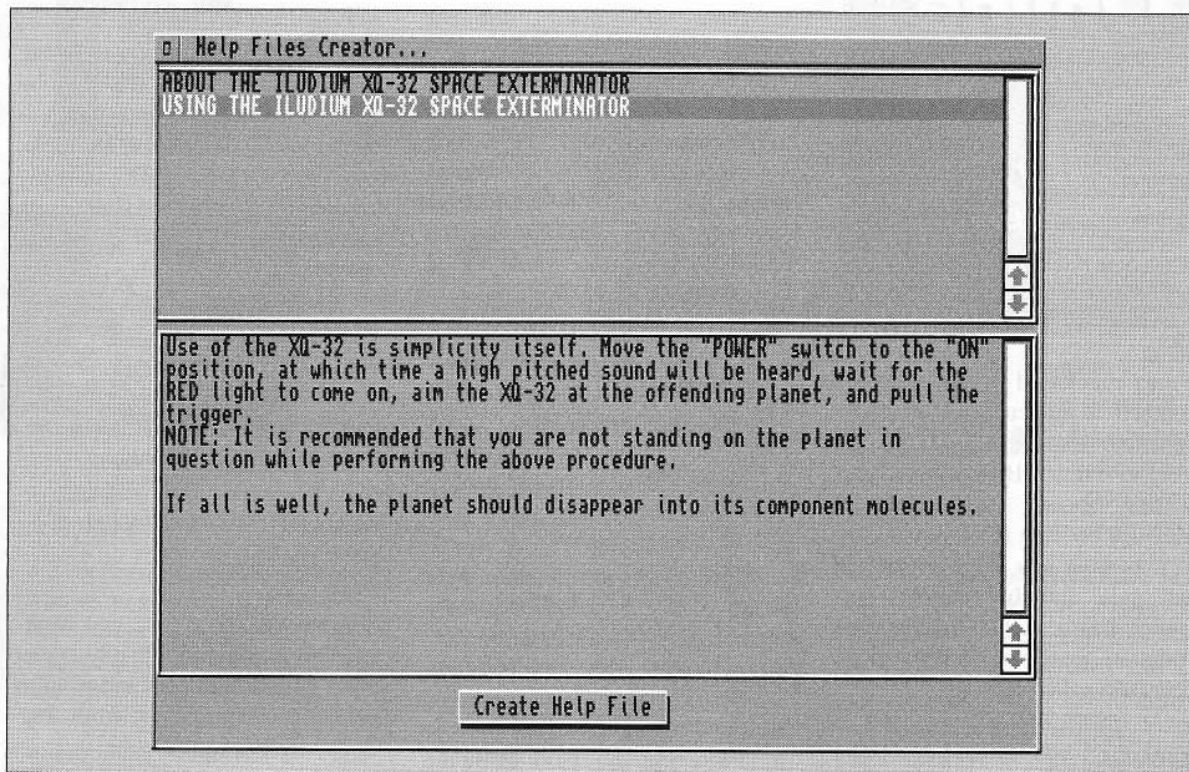 Help Files Creator...
ABOUT THE ILUDIUM XQ-32 SPACE EXTERMINATOR
USING THE ILUDIUM XQ-32 SPACE EXTERMINATOR
Use of the XQ-32 is simplicity itself. Move the "POWER" switch to the "ON"
position, at which time a high pitched sound will be heard, wait for the
RED light to come on, aim the XQ-32 at the offending planet, and pull the
trigger.
NOTE: It is recommended that you are not standing on the planet in
question while performing the above procedure.
If all is well, the planet should disappear into its component molecules.
Create Help File